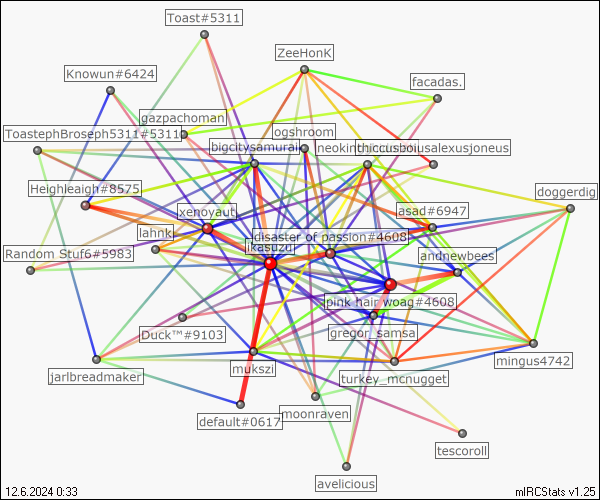 Toast#5311
ZeeHonK
Knowun#6424
facadas.
gazpachoman
ToastephBroseph5311#5311
ogshroom
bigcitysamurai
neokin
thiccusboiusalexusjoneus
Heighleaigh#8575
doggerdig
xenoyaut
asad#6947
lahnk
disaster of passion#4608
kasuzu
Random Stuf6#5983
andnewbees
pink hair woag#4608
Duck™#9103
gregor_samsa
mingus4742
mukszi
jarlbreadmaker
turkey_mcnugget
default#0617
moonraven
tescoroll
avelicious
12.6.2024 0:33
mIRCStats v1.25